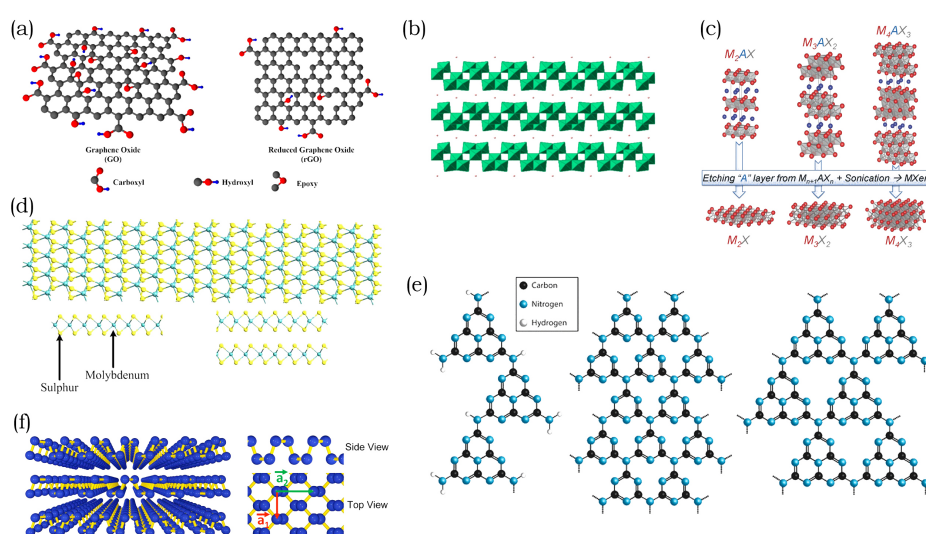 (a)
Graphene Oxide
(GO)
Reduced Graphene Oxide
(rGO)
Carboxyl
Hydroxyl
Epoxy
(b)
(c)
M2AX
M3AX2
M4AX3
Etching "A" layer from Mn+1AXn + Sonication → MXen
M2X
M3X2
M4X3
(d)
Sulphur
Molybdenum
(e)
Carbon
Nitrogen
Hydrogen
(f)
Side View
a2
a1
Top View